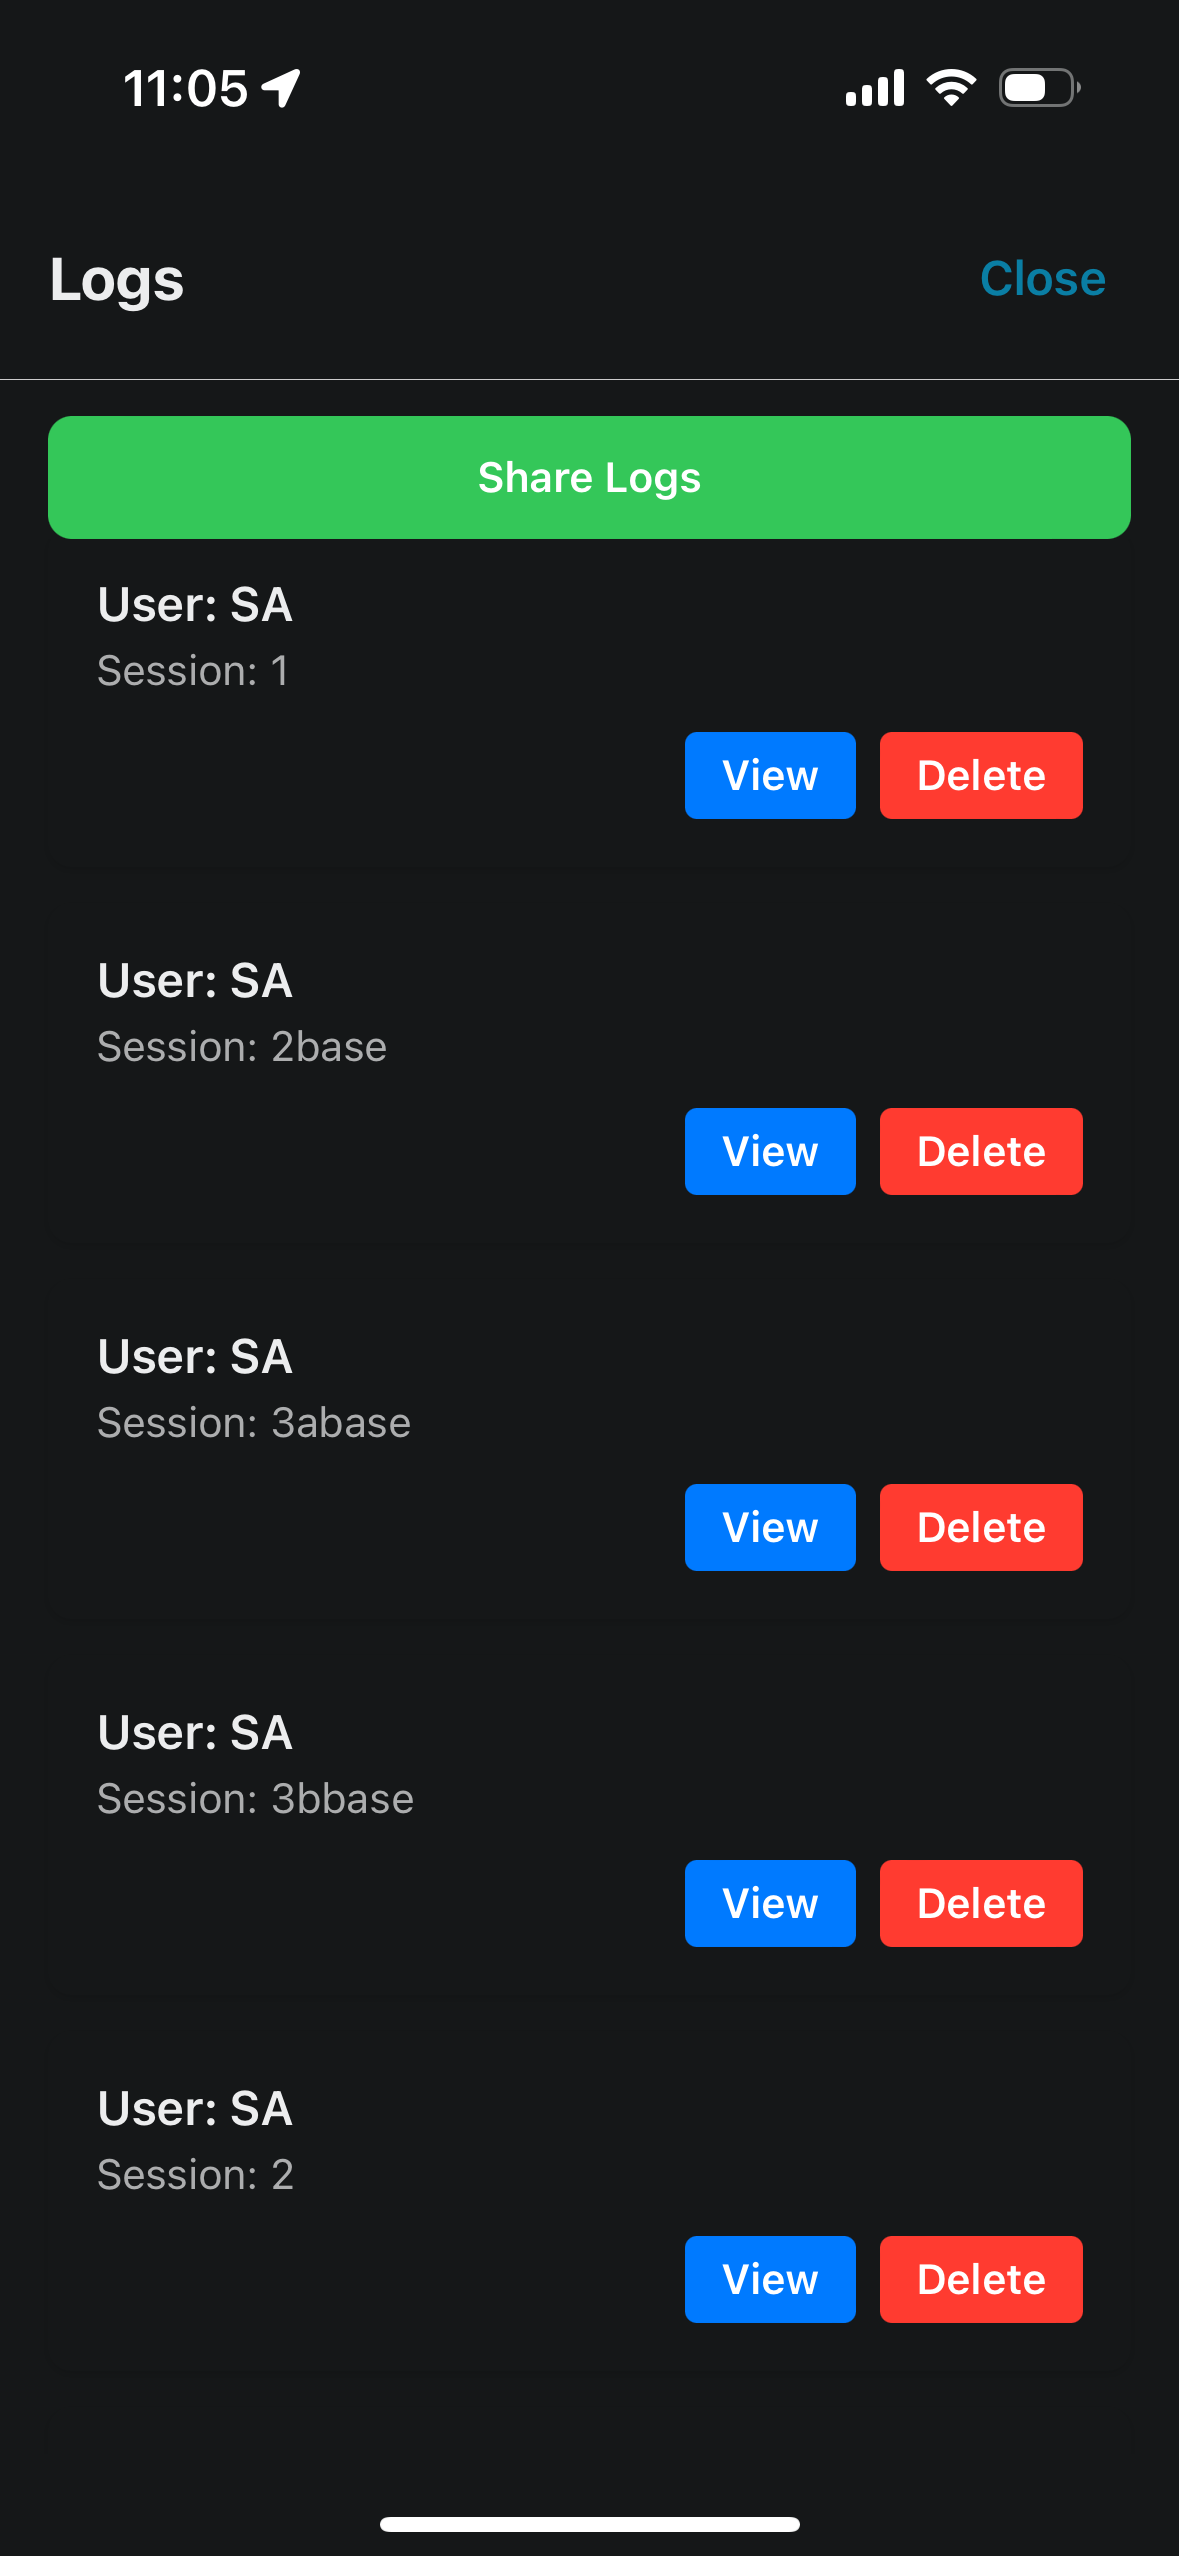 11:05
Logs
Close
Share Logs
User: SA
Session: 1
View
Delete
User: SA
Session: 2base
View
Delete
User: SA
Session: 3abase
View
Delete
User: SA
Session: 3bbase
View
Delete
User: SA
Session: 2
View
Delete